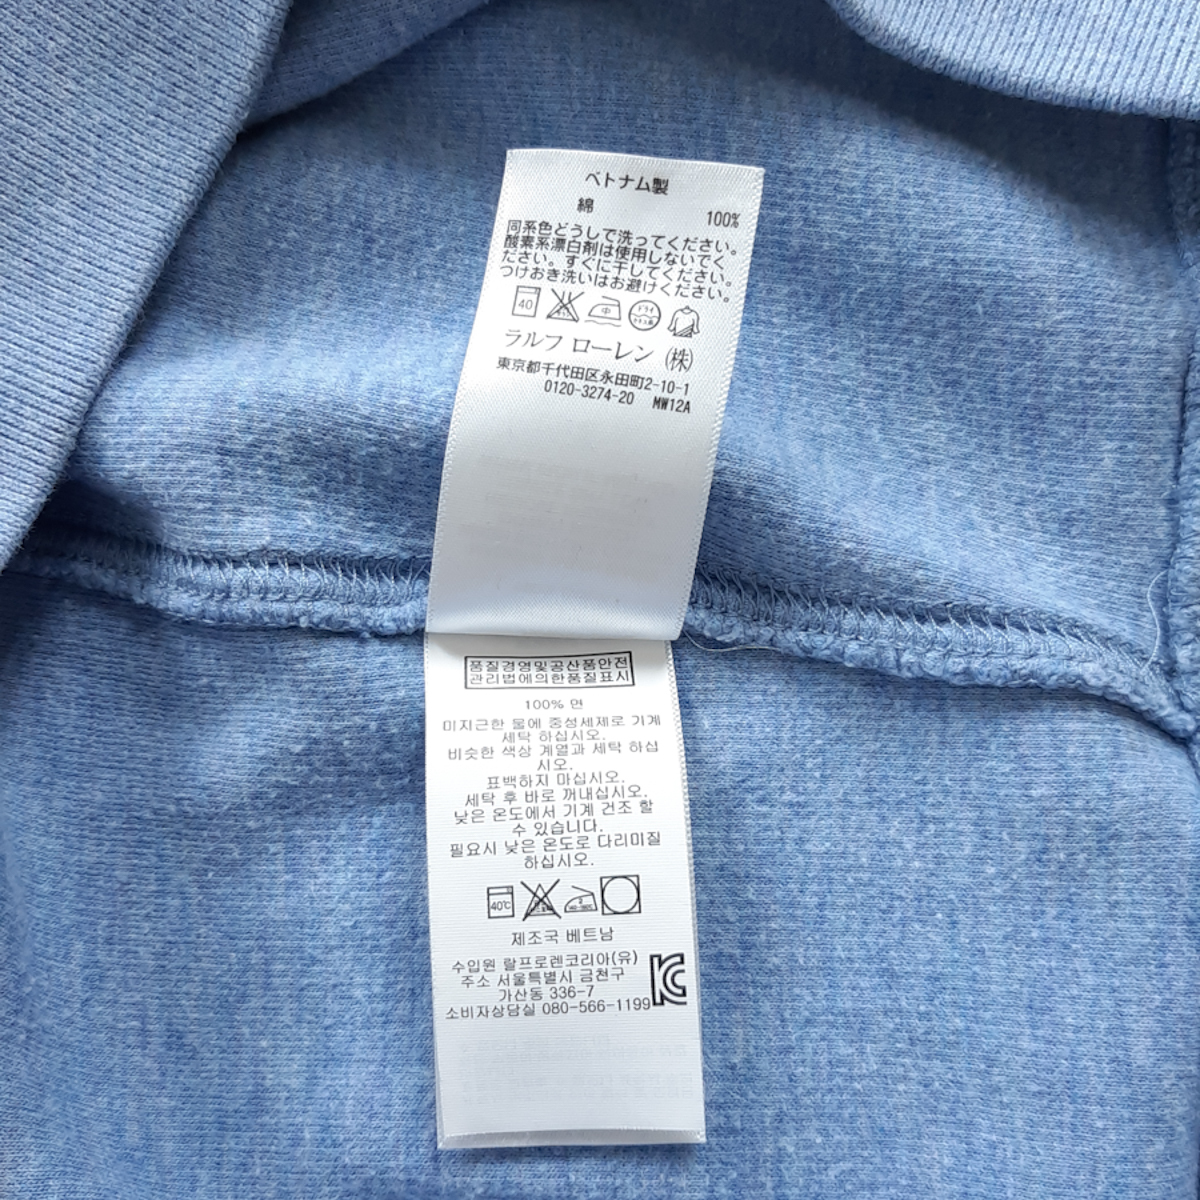 ベトナム製
綿 100%
同系色どうしで洗ってください。
酸素系漂白剤は使用しないでく
ださい。すぐに干してください。
つけおき洗いはお避けください。
40 中 ドライ
ラルフ ローレン (株)
東京都千代田区永田町2-10-1
0120-3274-20 MW12A
품질경영및공산품안전
관리법에의한품질표시
100% 면
미지근한 물에 중성세제로 기계
세탁 하십시오.
비슷한 색상 계열과 세탁 하십
시오.
표백하지 마십시오.
세탁 후 바로 꺼내십시오.
낮은 온도에서 기계 건조 할
수 있습니다.
필요시 낮은 온도로 다리미질
하십시오.
40℃
제조국 베트남
수입원 랄프로렌코리아(유)
주소 서울특별시 금천구
가산동 336-7
소비자상담실 080-566-1199